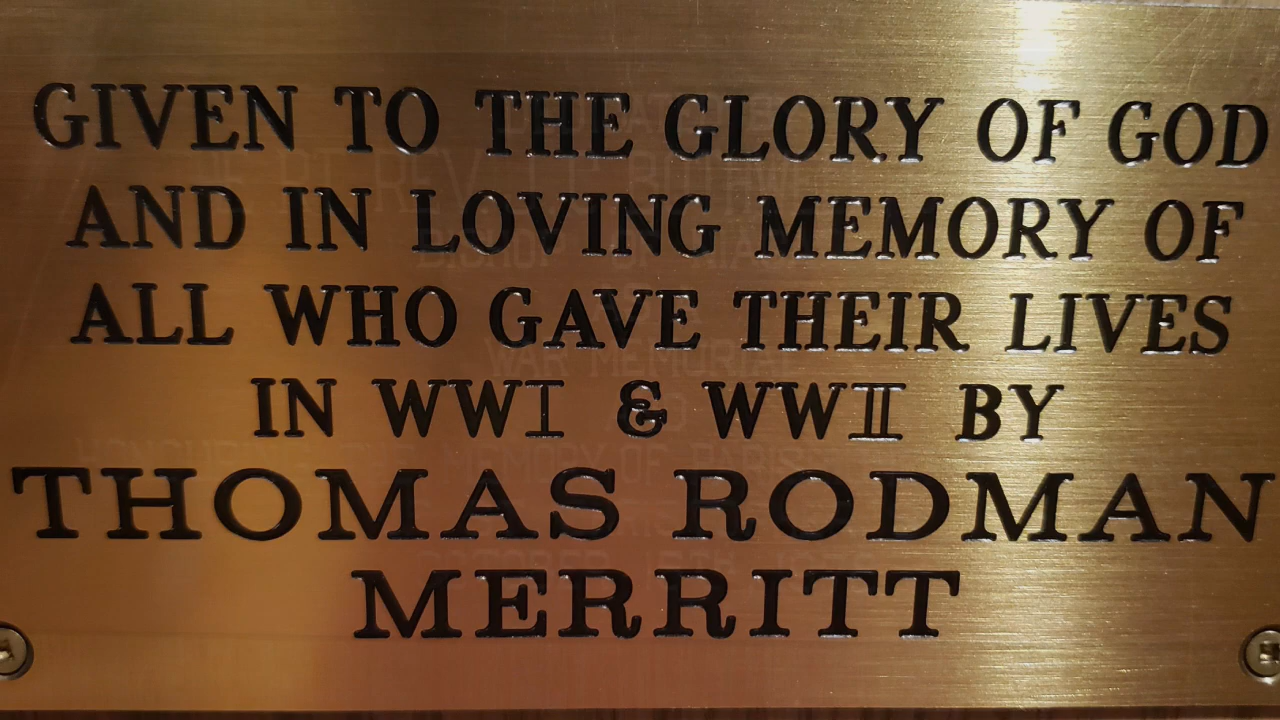 GIVEN TO THE GLORY OF GOD
AND IN LOVING MEMORY OF
ALL WHO GAVE THEIR LIVES
IN WWI & WWII BY
THOMAS RODMAN
MERRITT